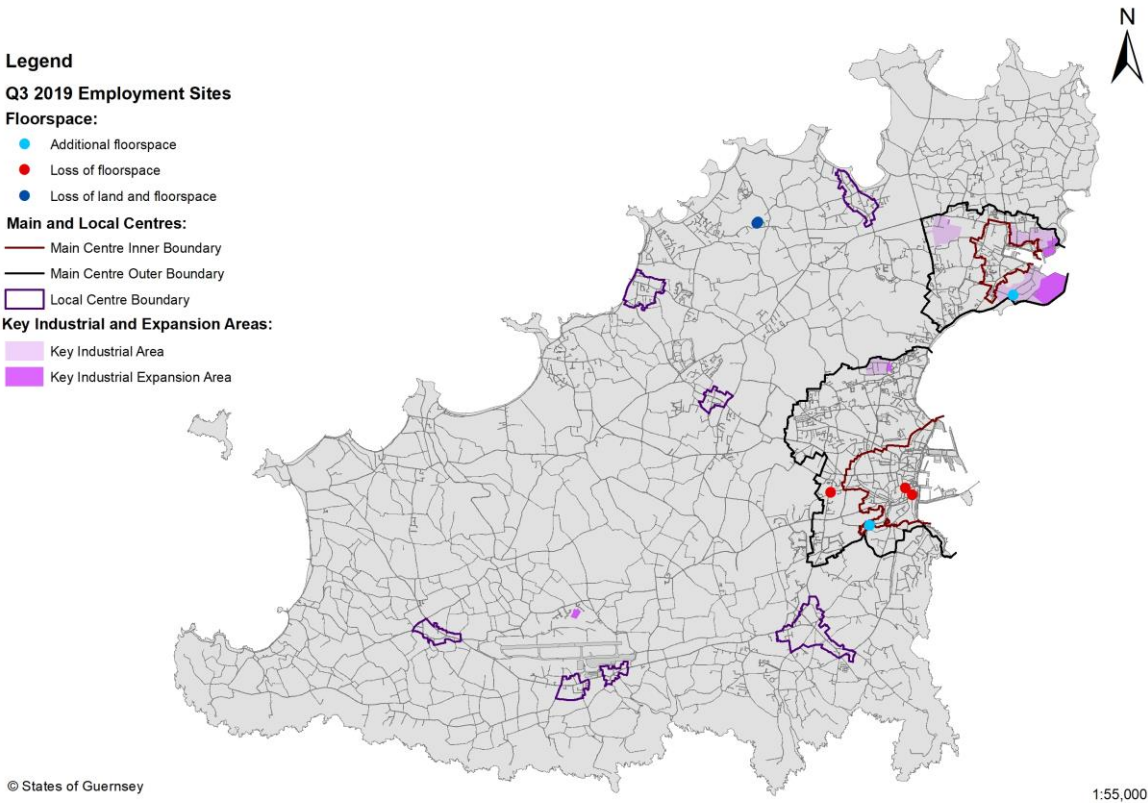 N
Legend
Q3 2019 Employment Sites
Floorspace:
Additional floorspace
Loss of floorspace
Loss of land and floorspace
Main and Local Centres:
Main Centre Inner Boundary
Main Centre Outer Boundary
Local Centre Boundary
Key Industrial and Expansion Areas:
Key Industrial Area
Key Industrial Expansion Area
© States of Guernsey
1:55,000